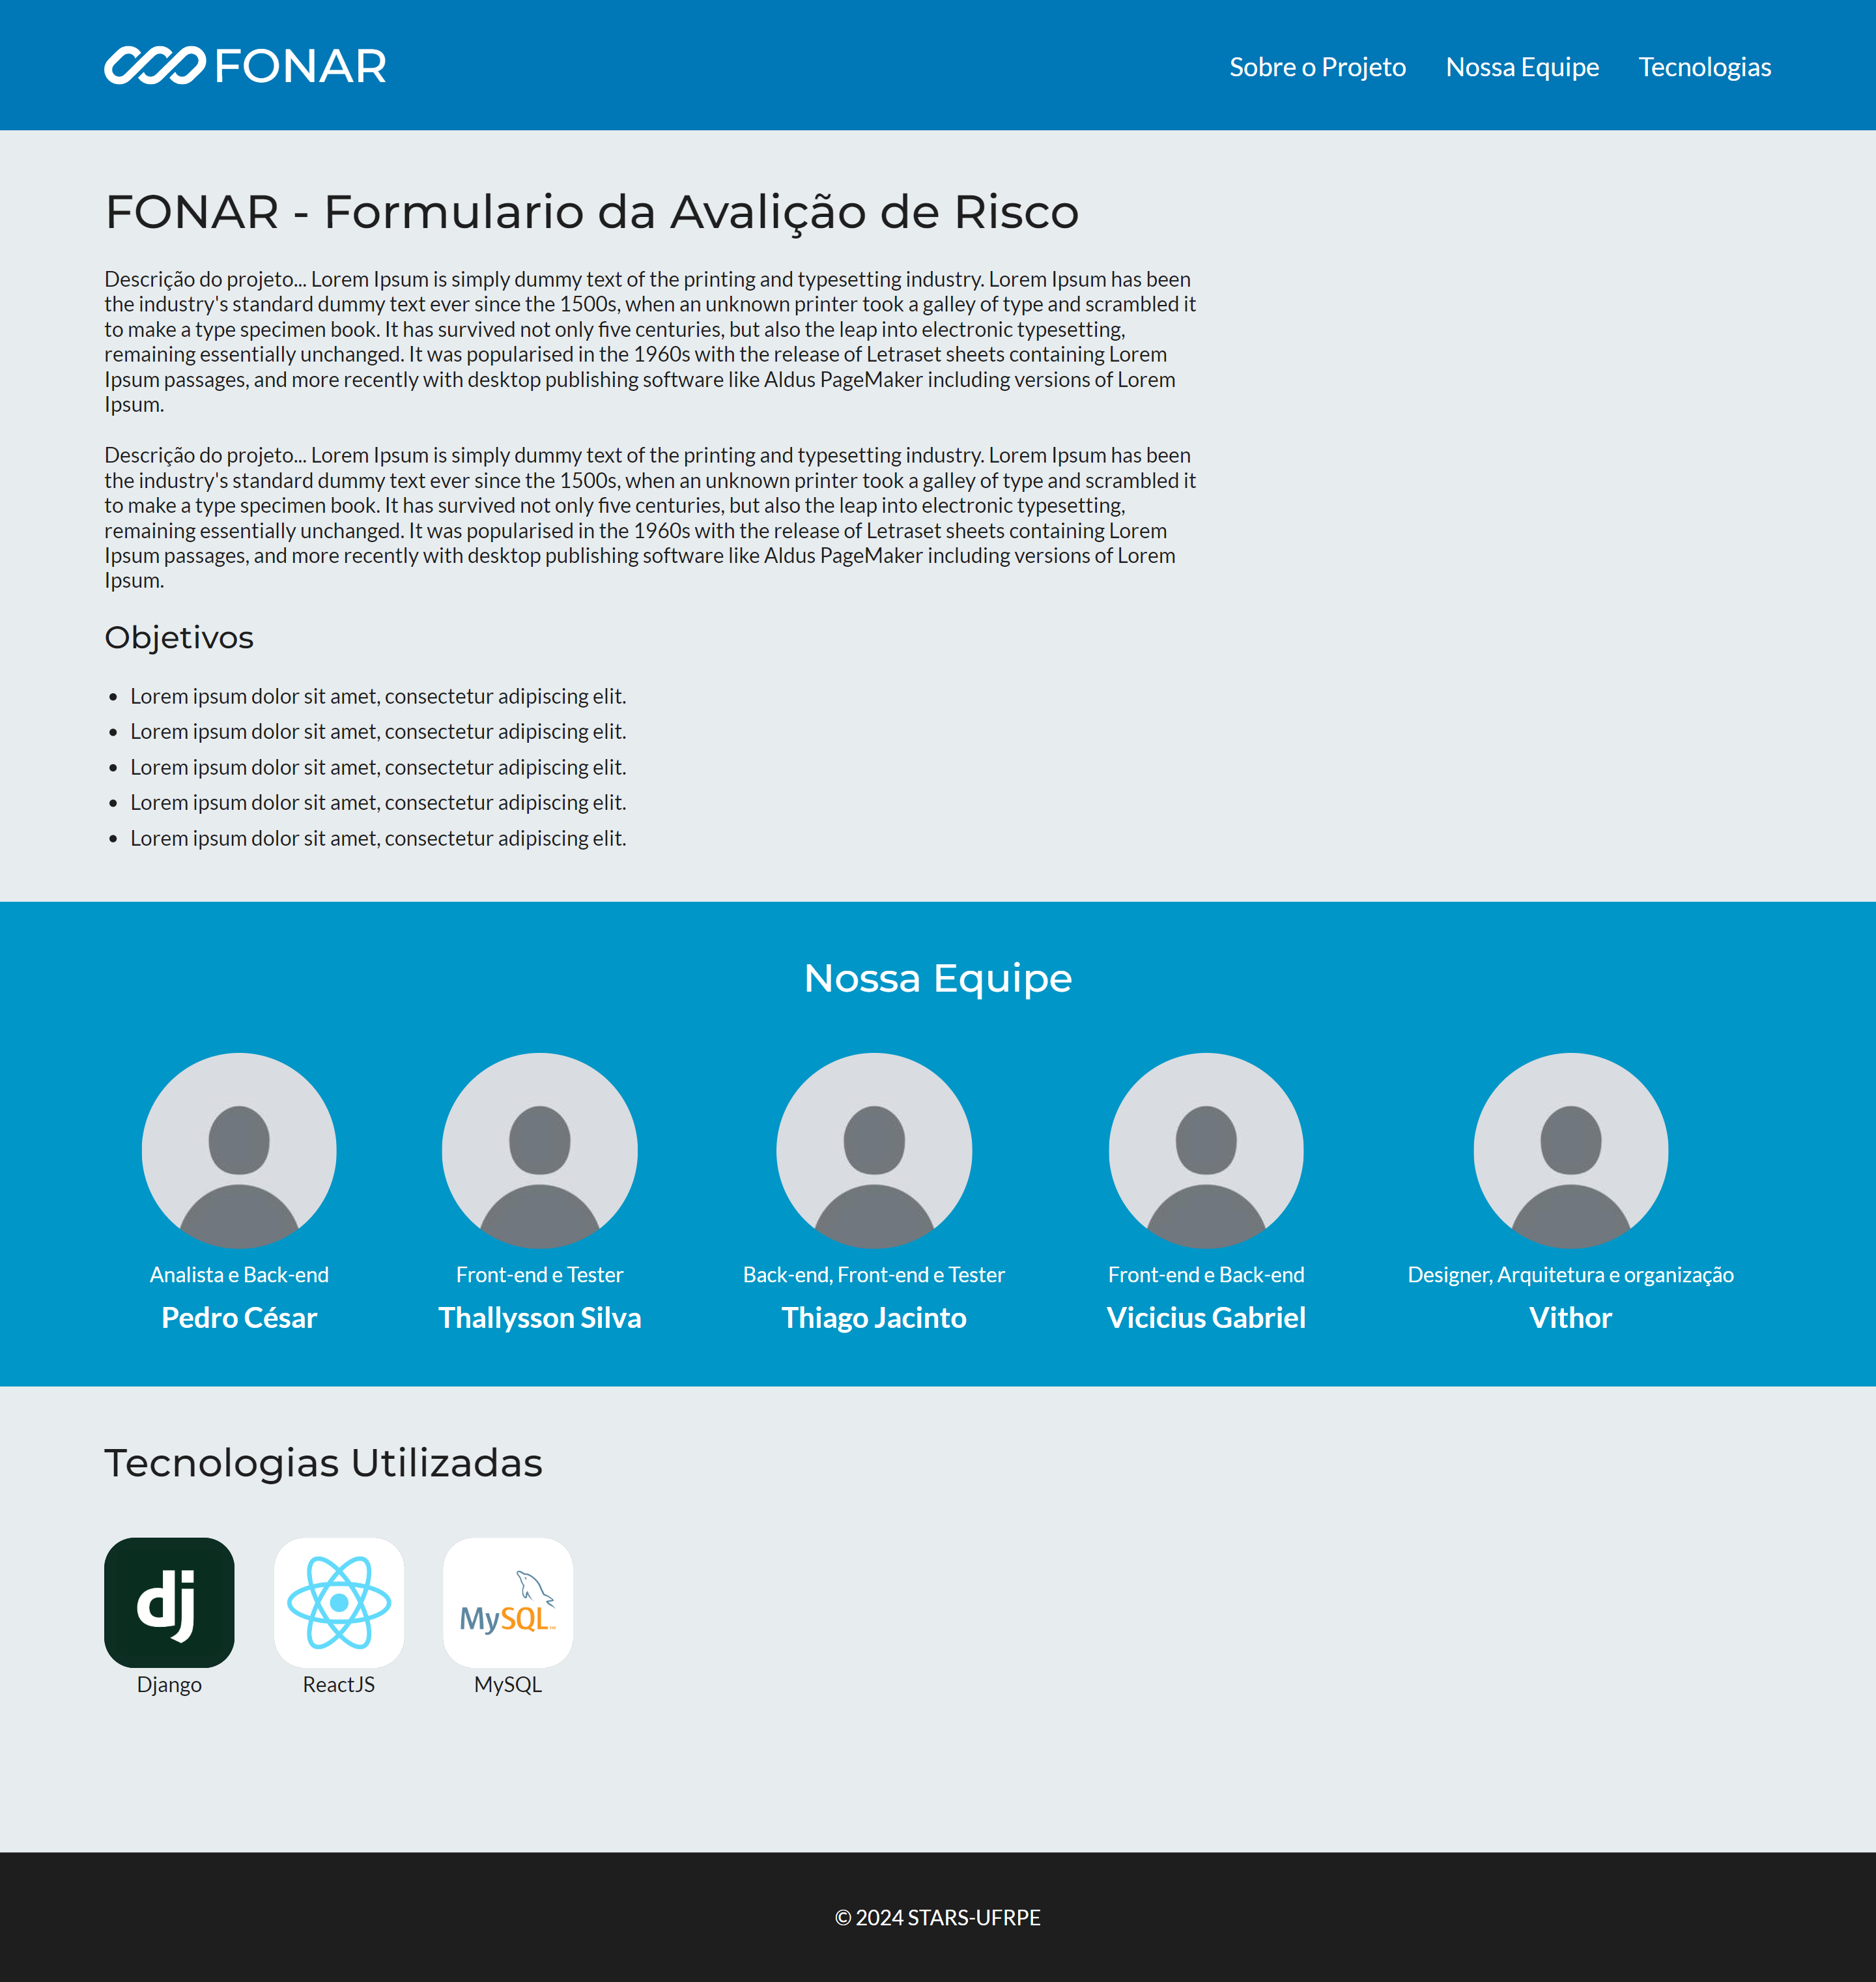 FONAR
Sobre o Projeto Nossa Equipe Tecnologias
FONAR - Formulario da Avalição de Risco
Descrição do projeto... Lorem Ipsum is simply dummy text of the printing and typesetting industry. Lorem Ipsum has been
the industry's standard dummy text ever since the 1500s, when an unknown printer took a galley of type and scrambled it
to make a type specimen book. It has survived not only five centuries, but also the leap into electronic typesetting,
remaining essentially unchanged. It was popularised in the 1960s with the release of Letraset sheets containing Lorem
Ipsum passages, and more recently with desktop publishing software like Aldus PageMaker including versions of Lorem
Ipsum.
Descrição do projeto... Lorem Ipsum is simply dummy text of the printing and typesetting industry. Lorem Ipsum has been
the industry's standard dummy text ever since the 1500s, when an unknown printer took a galley of type and scrambled it
to make a type specimen book. It has survived not only five centuries, but also the leap into electronic typesetting,
remaining essentially unchanged. It was popularised in the 1960s with the release of Letraset sheets containing Lorem
Ipsum passages, and more recently with desktop publishing software like Aldus PageMaker including versions of Lorem
Ipsum.
Objetivos
• Lorem ipsum dolor sit amet, consectetur adipiscing elit.
• Lorem ipsum dolor sit amet, consectetur adipiscing elit.
• Lorem ipsum dolor sit amet, consectetur adipiscing elit.
• Lorem ipsum dolor sit amet, consectetur adipiscing elit.
• Lorem ipsum dolor sit amet, consectetur adipiscing elit.
Nossa Equipe
Analista e Back-end
Pedro César
Front-end e Tester
Thallysson Silva
Back-end, Front-end e Tester
Thiago Jacinto
Front-end e Back-end
Vicicius Gabriel
Designer, Arquitetura e organização
Vithor
Tecnologias Utilizadas
dj
Django
ReactJS
MySQL™
MySQL
© 2024 STARS-UFRPE